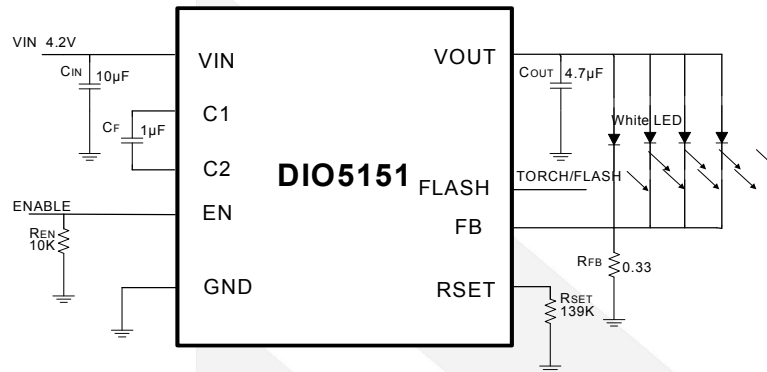 VIN 4.2V
CIN 10µF
VIN
VOUT
COUT 4.7µF
C1
CF 1µF
C2
White LED
DIO5151
FLASH
TORCH/FLASH
ENABLE
EN
FB
REN
10K
RFB 0.33
GND
RSET
RSET
139K